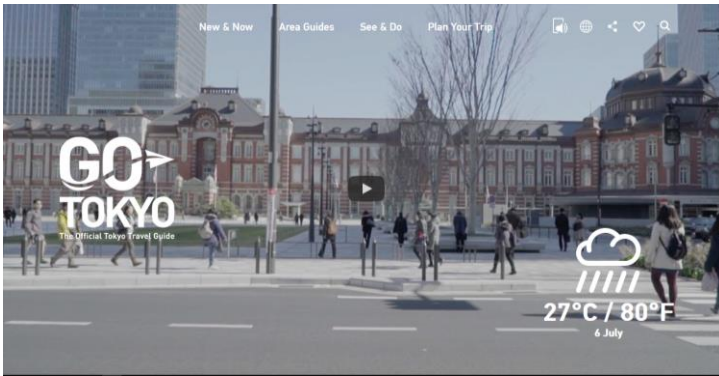 New & Now Area Guides See & Do Plan Your Trip
GO
TOKYO
The Official Tokyo Travel Guide
27°C / 80°F
6 July